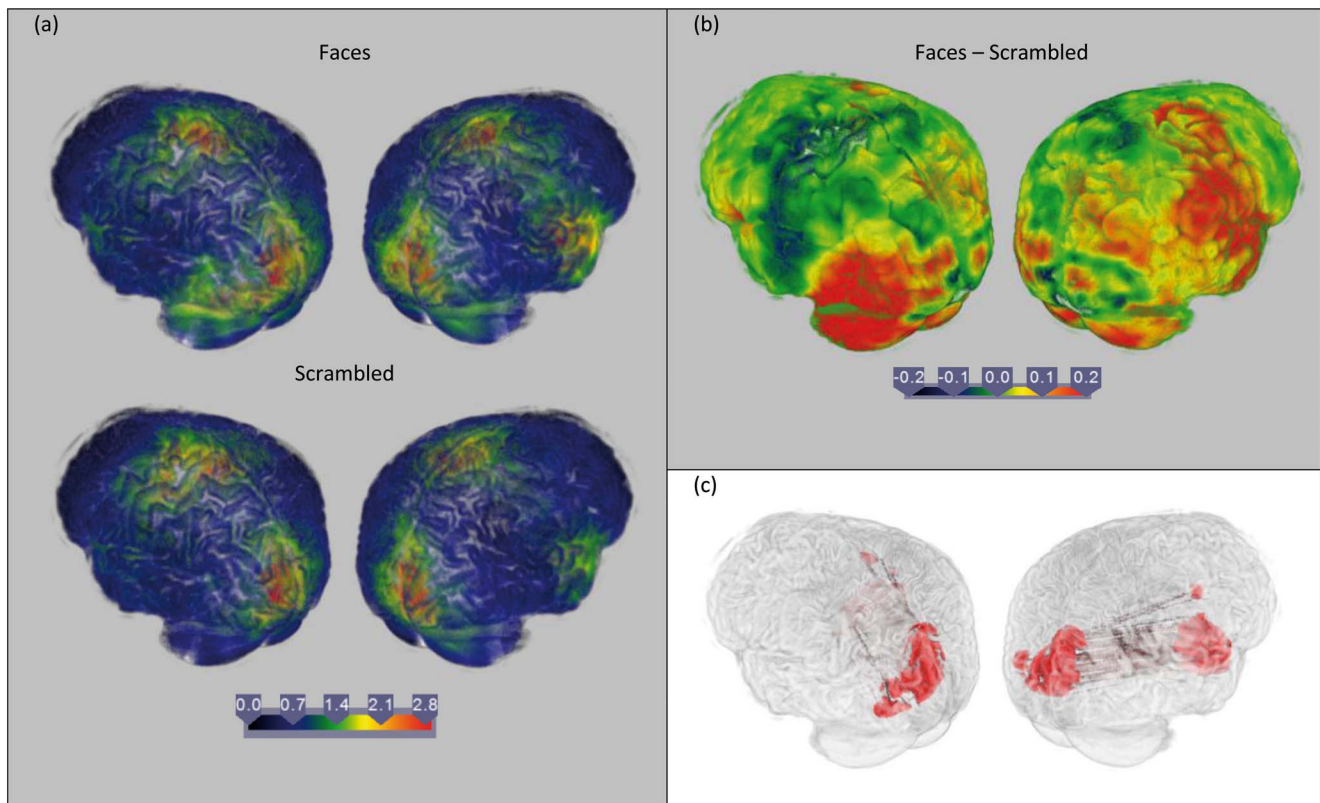 (a)
Faces
Scrambled
0.0 0.7 1.4 2.1 2.8
(b)
Faces – Scrambled
-0.2 -0.1 0.0 0.1 0.2
(c)